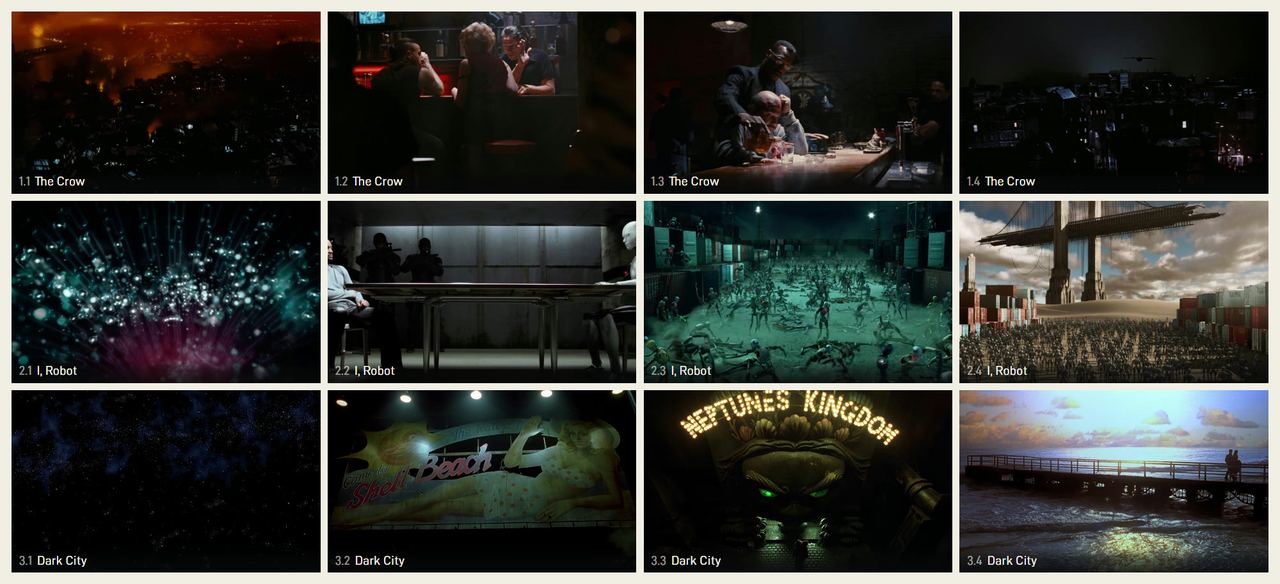 1.1 The Crow
1.2 The Crow
1.3 The Crow
1.4 The Crow
2.1 I, Robot
2.2 I, Robot
2.3 I, Robot
2.4 I, Robot
3.1 Dark City
Shell Beach
3.2 Dark City
NEPTUNE'S KINGDOM
3.3 Dark City
3.4 Dark City